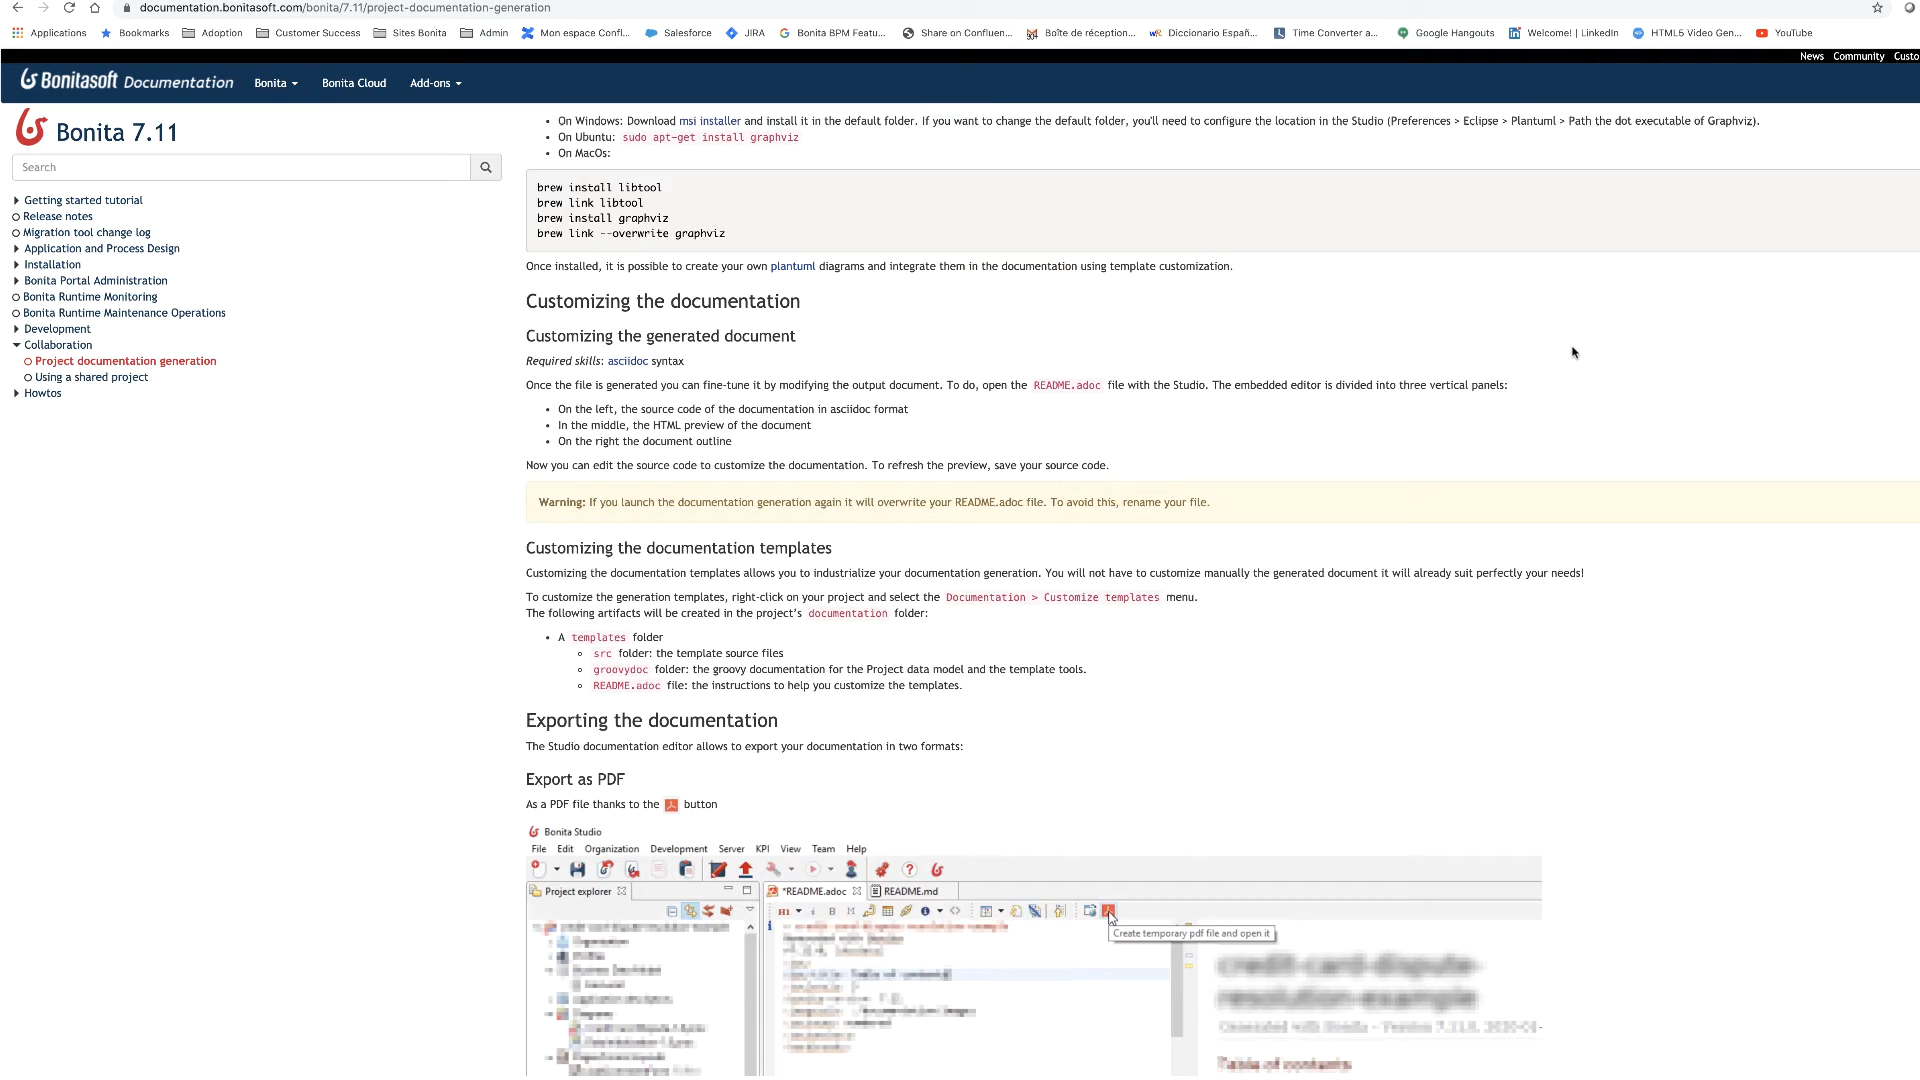 documentation.bonitasoft.com/bonita/7.11/project-documentation-generation
Applications Bookmarks Adoption Customer Success Sites Bonita Admin Mon espace Confl... Salesforce JIRA Bonita BPM Featu... Share on Confluen... Boîte de réception... Diccionario Españ... Time Converter a... Google Hangouts Welcome! | LinkedIn HTML5 Video Gen... YouTube
News Community Custo
Bonitasoft Documentation Bonita Bonita Cloud Add-ons
Bonita 7.11
Search
Getting started tutorial
Release notes
Migration tool change log
Application and Process Design
Installation
Bonita Portal Administration
Bonita Runtime Monitoring
Bonita Runtime Maintenance Operations
Development
Collaboration
Project documentation generation
Using a shared project
Howtos
• On Windows: Download msi installer and install it in the default folder. If you want to change the default folder, you'll need to configure the location in the Studio (Preferences > Eclipse > Plantuml > Path the dot executable of Graphviz).
• On Ubuntu: sudo apt-get install graphviz
• On MacOs:
brew install libtool
brew link libtool
brew install graphviz
brew link --overwrite graphviz
Once installed, it is possible to create your own plantuml diagrams and integrate them in the documentation using template customization.
Customizing the documentation
Customizing the generated document
Required skills: asciidoc syntax
Once the file is generated you can fine-tune it by modifying the output document. To do, open the README.adoc file with the Studio. The embedded editor is divided into three vertical panels:
• On the left, the source code of the documentation in asciidoc format
• In the middle, the HTML preview of the document
• On the right the document outline
Now you can edit the source code to customize the documentation. To refresh the preview, save your source code.
Warning: If you launch the documentation generation again it will overwrite your README.adoc file. To avoid this, rename your file.
Customizing the documentation templates
Customizing the documentation templates allows you to industrialize your documentation generation. You will not have to customize manually the generated document it will already suit perfectly your needs!
To customize the generation templates, right-click on your project and select the Documentation > Customize templates menu.
The following artifacts will be created in the project's documentation folder:
• A templates folder
◦ src folder: the template source files
◦ groovydoc folder: the groovy documentation for the Project data model and the template tools.
◦ README.adoc file: the instructions to help you customize the templates.
Exporting the documentation
The Studio documentation editor allows to export your documentation in two formats:
Export as PDF
As a PDF file thanks to the button
Bonita Studio
File Edit Organization Development Server KPI View Team Help
Project explorer *README.adoc README.md
H1 i B M
Create temporary pdf file and open it
credit-card-dispute-
resolution-example
Table of contents